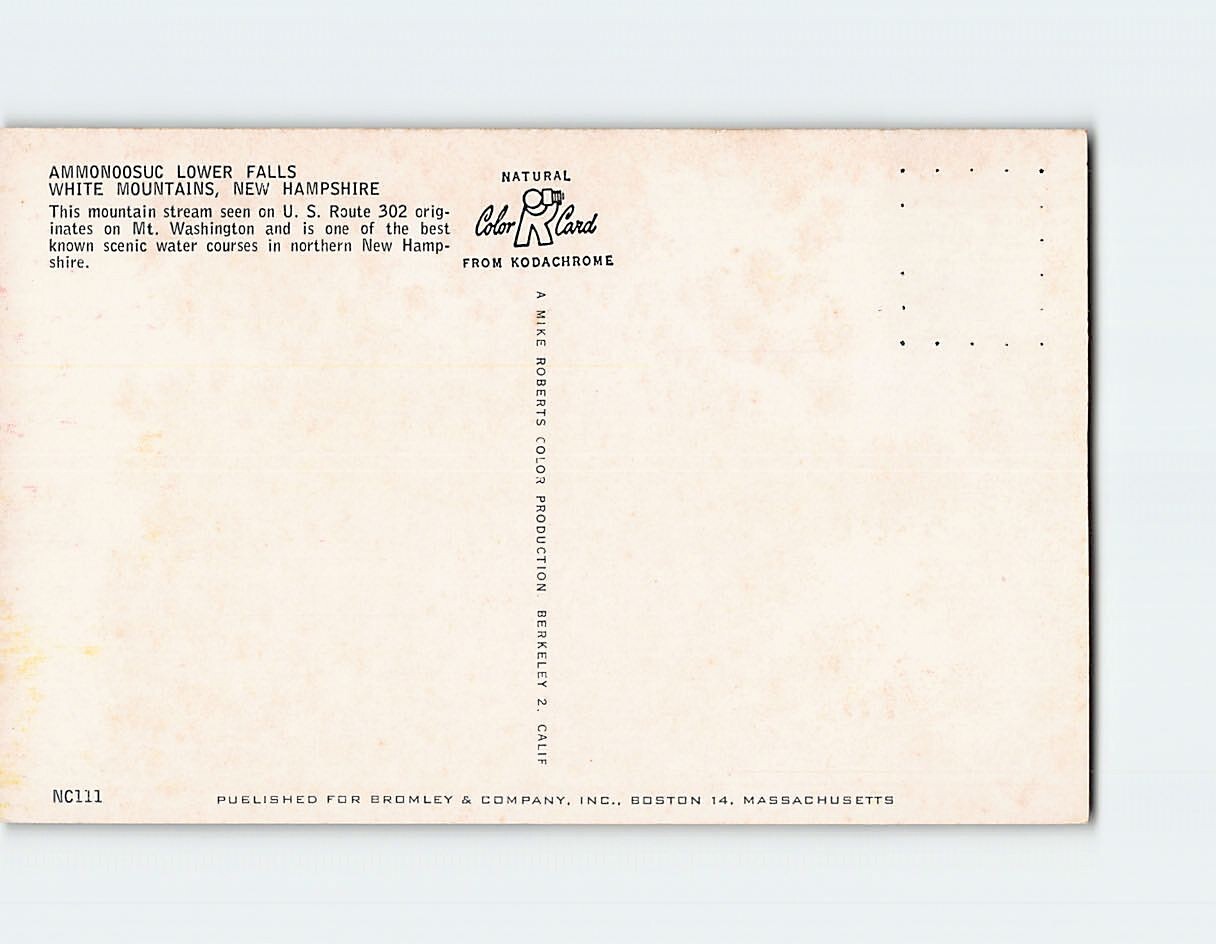 AMMONOOSUC LOWER FALLS
WHITE MOUNTAINS, NEW HAMPSHIRE
This mountain stream seen on U. S. Route 302 orig-
inates on Mt. Washington and is one of the best
known scenic water courses in northern New Hamp-
shire.
NATURAL
Color R Card
FROM KODACHROME
A MIKE ROBERTS COLOR PRODUCTION. BERKELEY 2, CALIF
NC111
PUBLISHED FOR BROMLEY & COMPANY, INC., BOSTON 14, MASSACHUSETTS